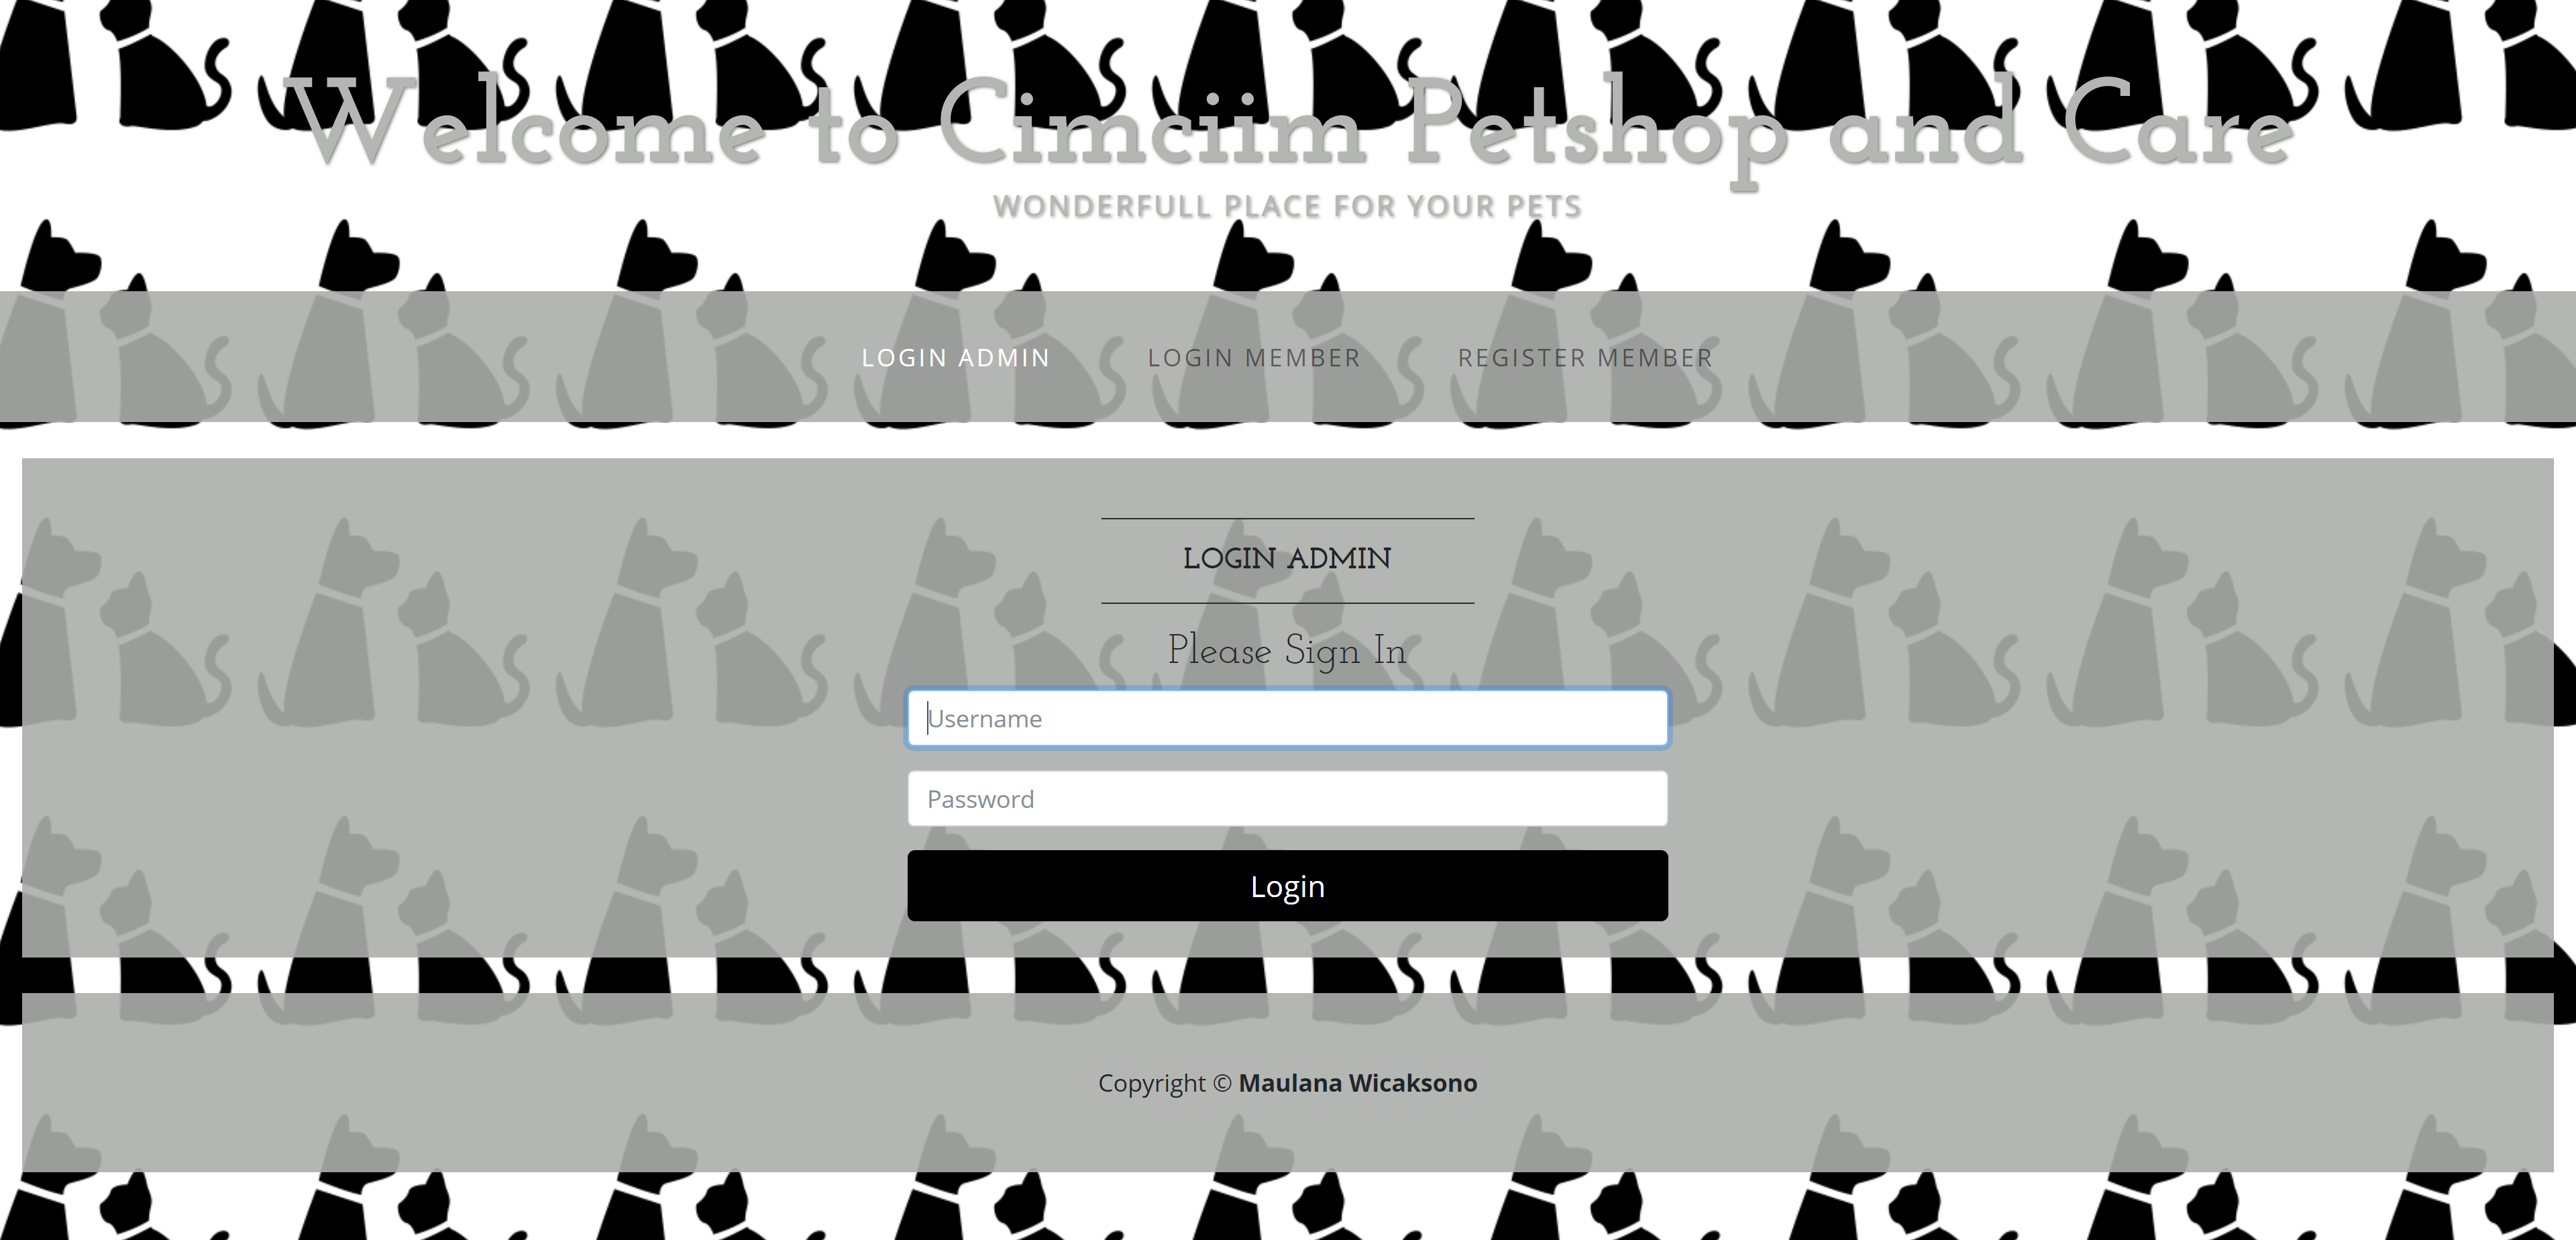 Welcome to Cimciim Petshop and Care
WONDERFULL PLACE FOR YOUR PETS
LOGIN ADMIN LOGIN MEMBER REGISTER MEMBER
LOGIN ADMIN
Please Sign In
Username
Password
Login
Copyright © Maulana Wicaksono